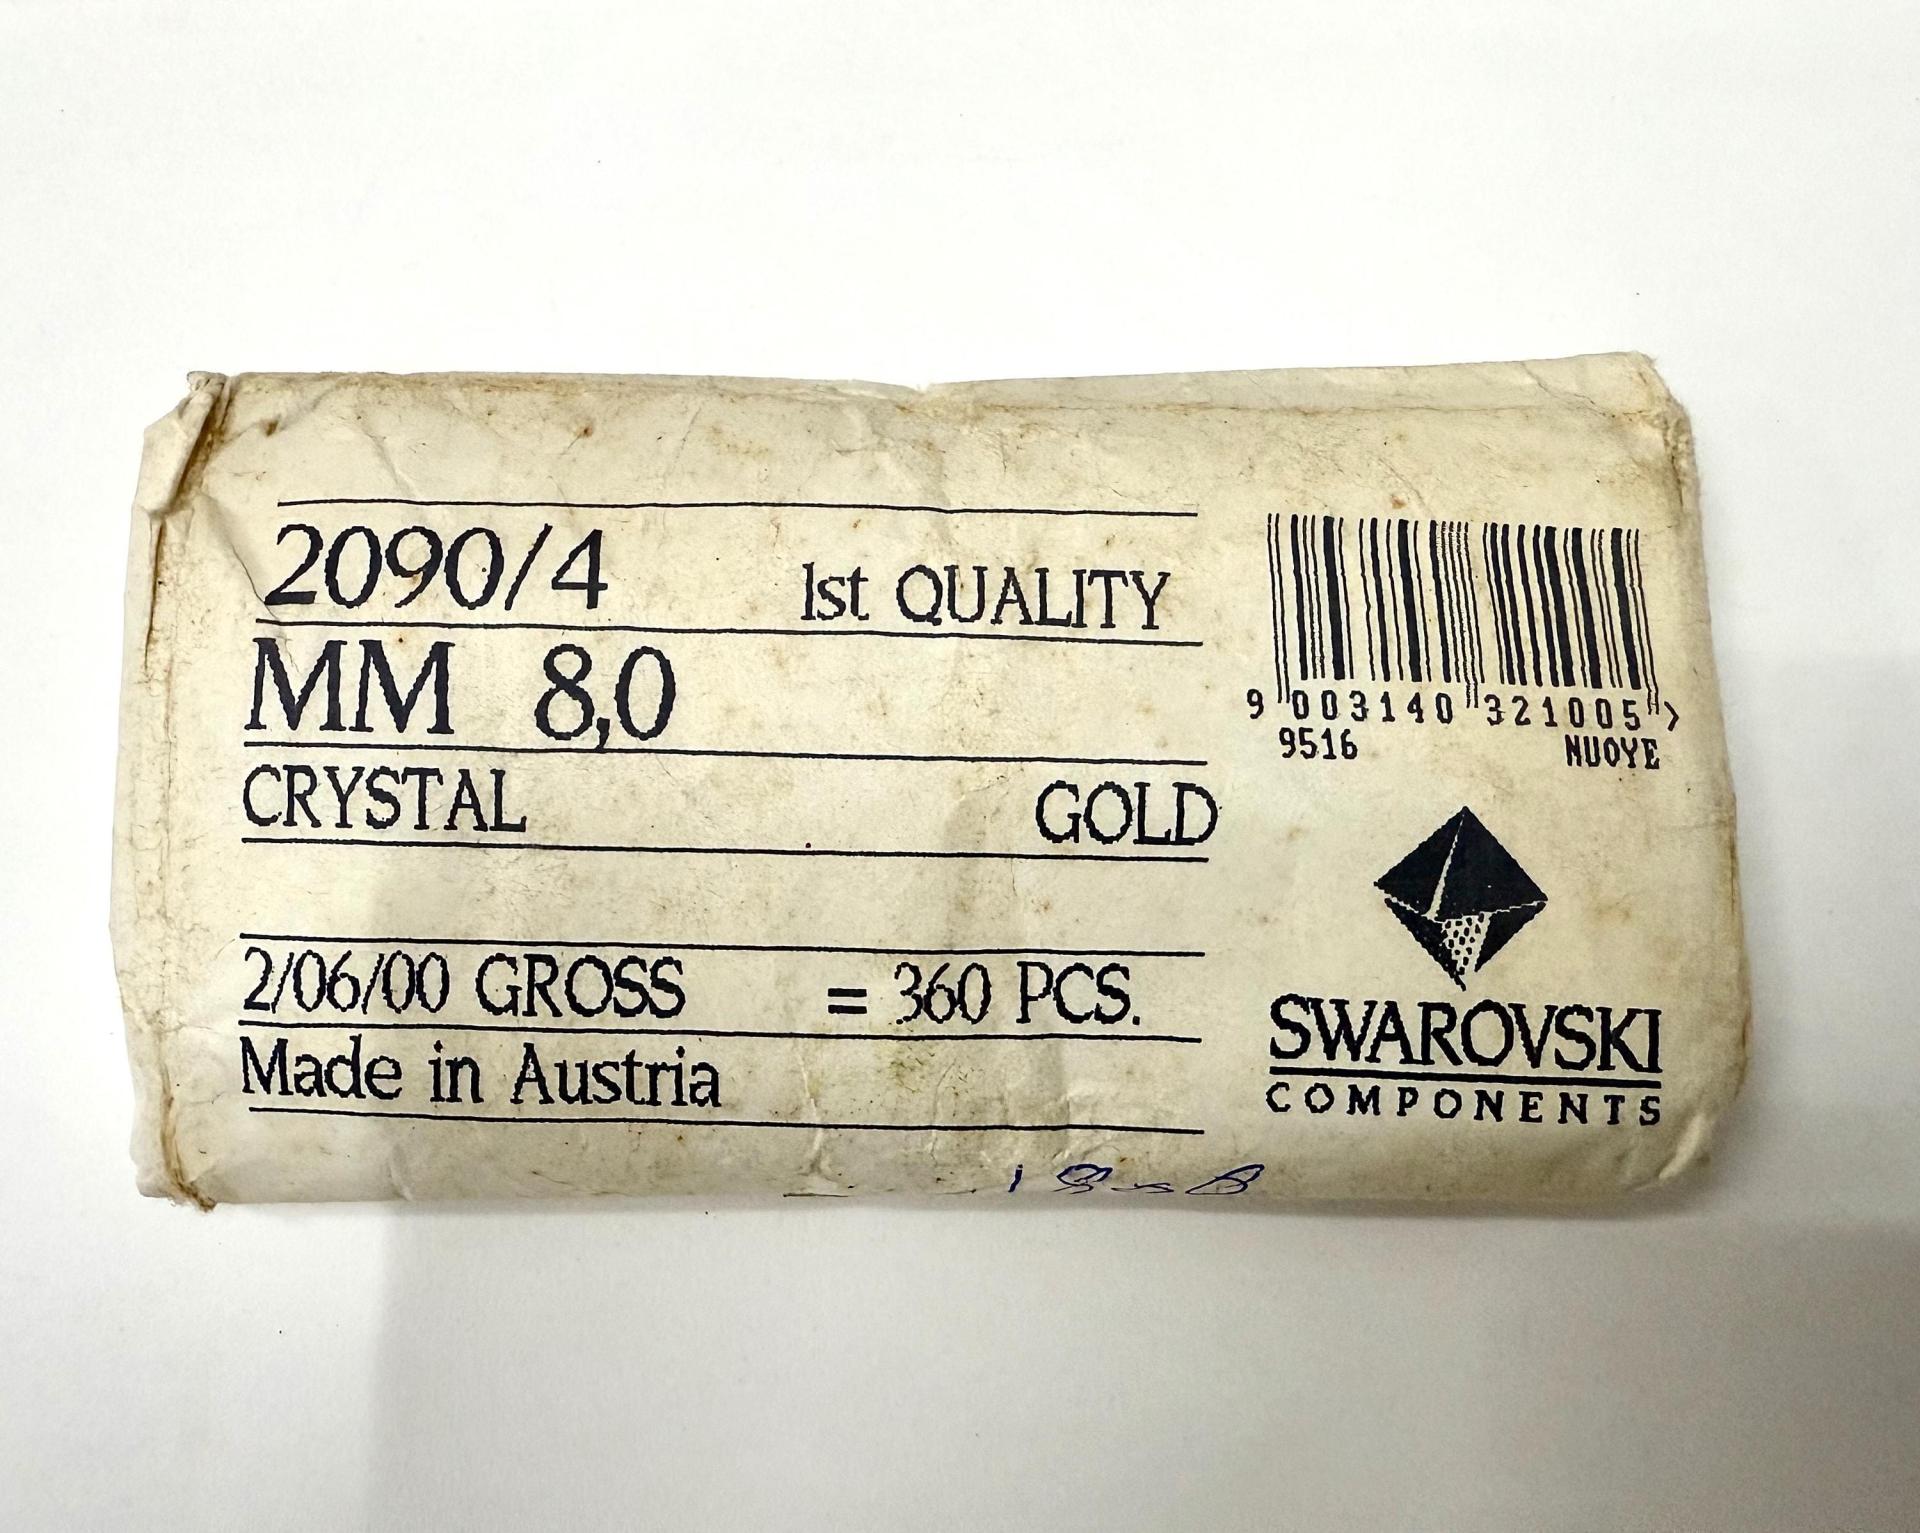 2090/4 1st QUALITY
MM 8,0
CRYSTAL GOLD
2/06/00 GROSS = 360 PCS.
Made in Austria
9 003140 321005 >
9516 NUOYE
SWAROVSKI
COMPONENTS